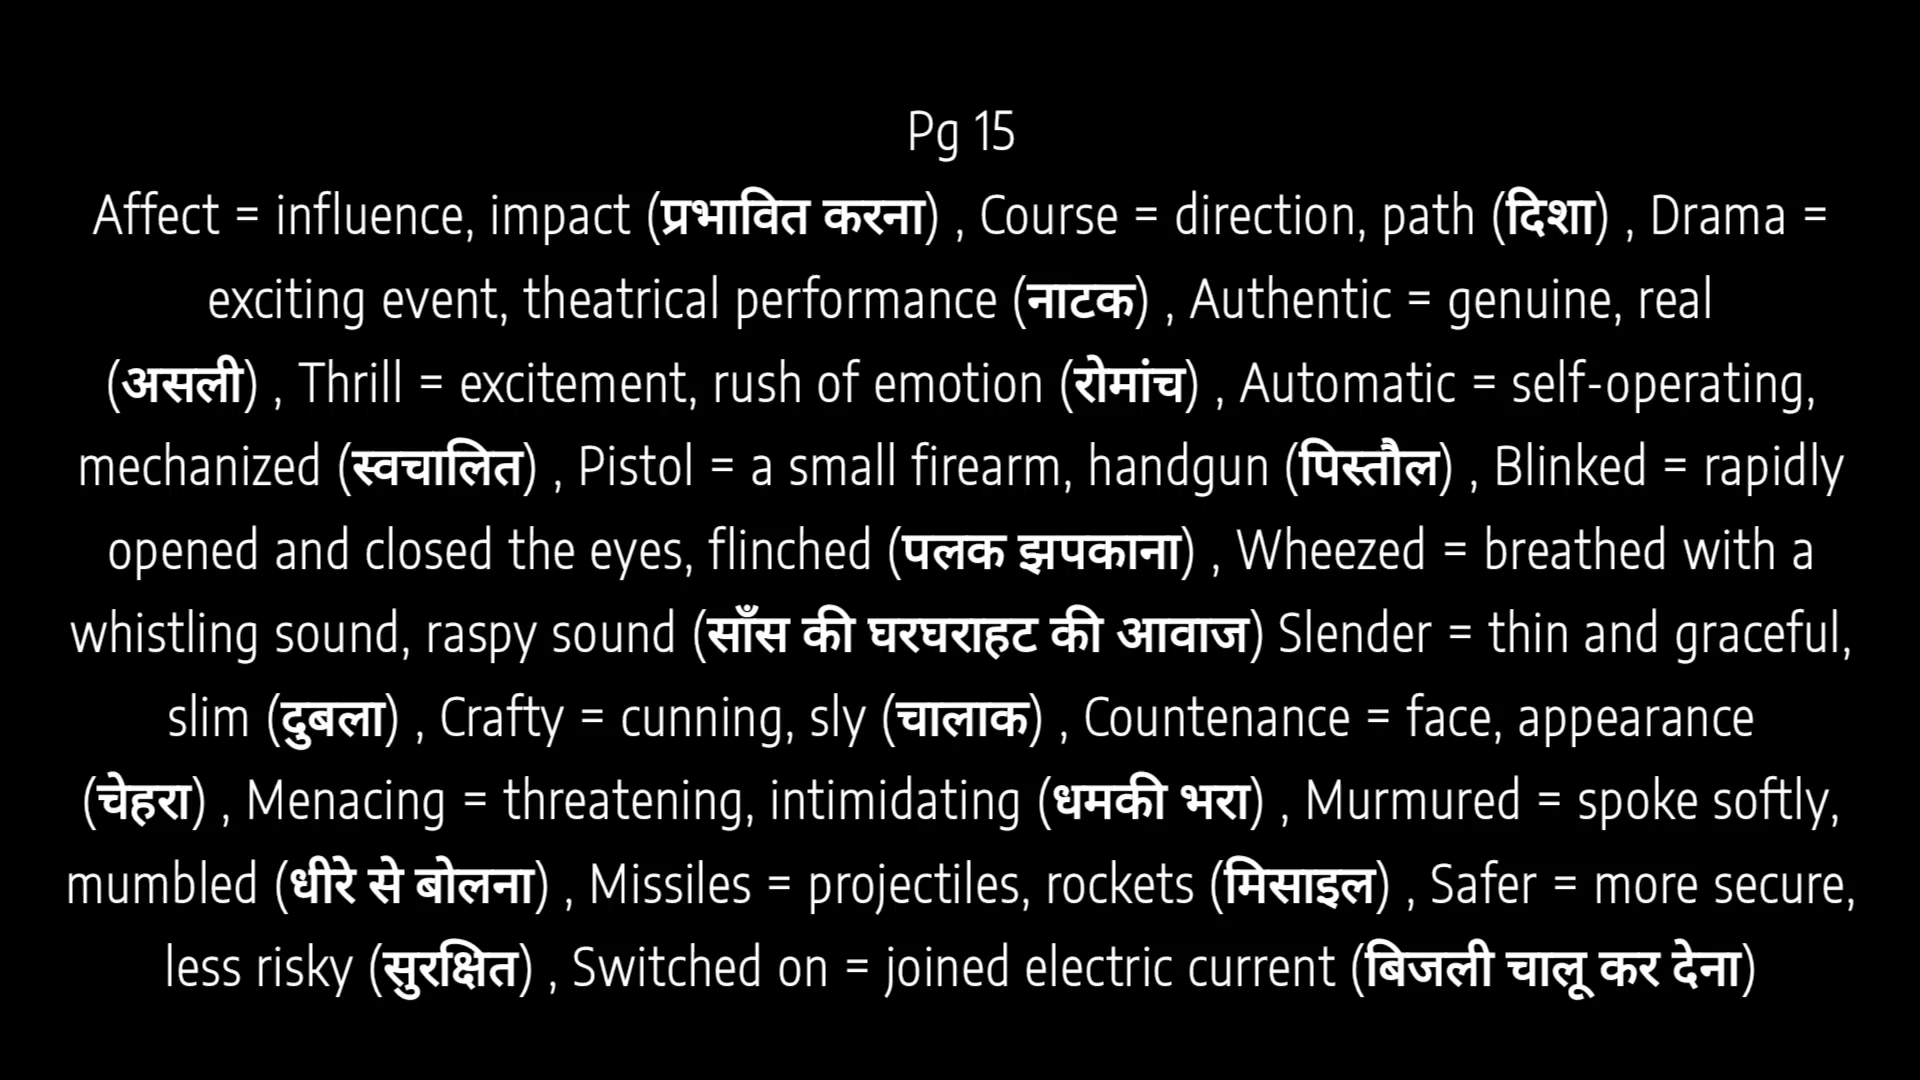 Pg 15
Affect = influence, impact (प्रभावित करना) , Course = direction, path (दिशा) , Drama =
exciting event, theatrical performance (नाटक) , Authentic = genuine, real
(असली) , Thrill = excitement, rush of emotion (रोमांच) , Automatic = self-operating,
mechanized (स्वचालित) , Pistol = a small firearm, handgun (पिस्तौल) , Blinked = rapidly
opened and closed the eyes, flinched (पलक झपकाना) , Wheezed = breathed with a
whistling sound, raspy sound (साँस की घरघराहट की आवाज) Slender = thin and graceful,
slim (दुबला) , Crafty = cunning, sly (चालाक) , Countenance = face, appearance
(चेहरा) , Menacing = threatening, intimidating (धमकी भरा) , Murmured = spoke softly,
mumbled (धीरे से बोलना) , Missiles = projectiles, rockets (मिसाइल) , Safer = more secure,
less risky (सुरक्षित) , Switched on = joined electric current (बिजली चालू कर देना)